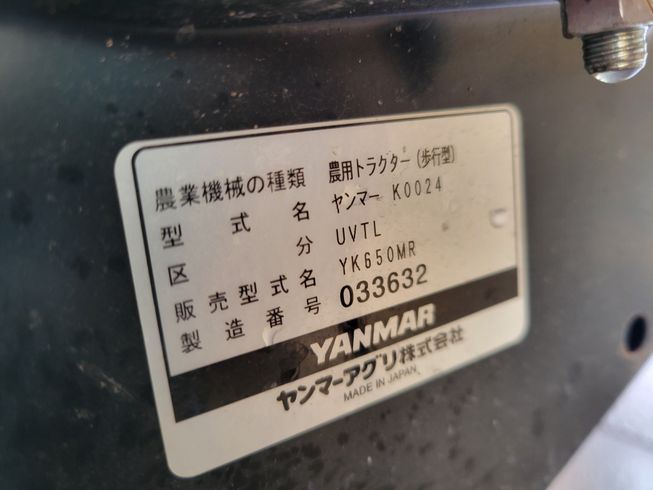 農業機械の種類 農用トラクター(歩行型)
型式名 ヤンマー K0024
区分 UVTL
販売型式名 YK650MR
製造番号 033632
YANMAR
ヤンマーアグリ株式会社
MADE IN JAPAN